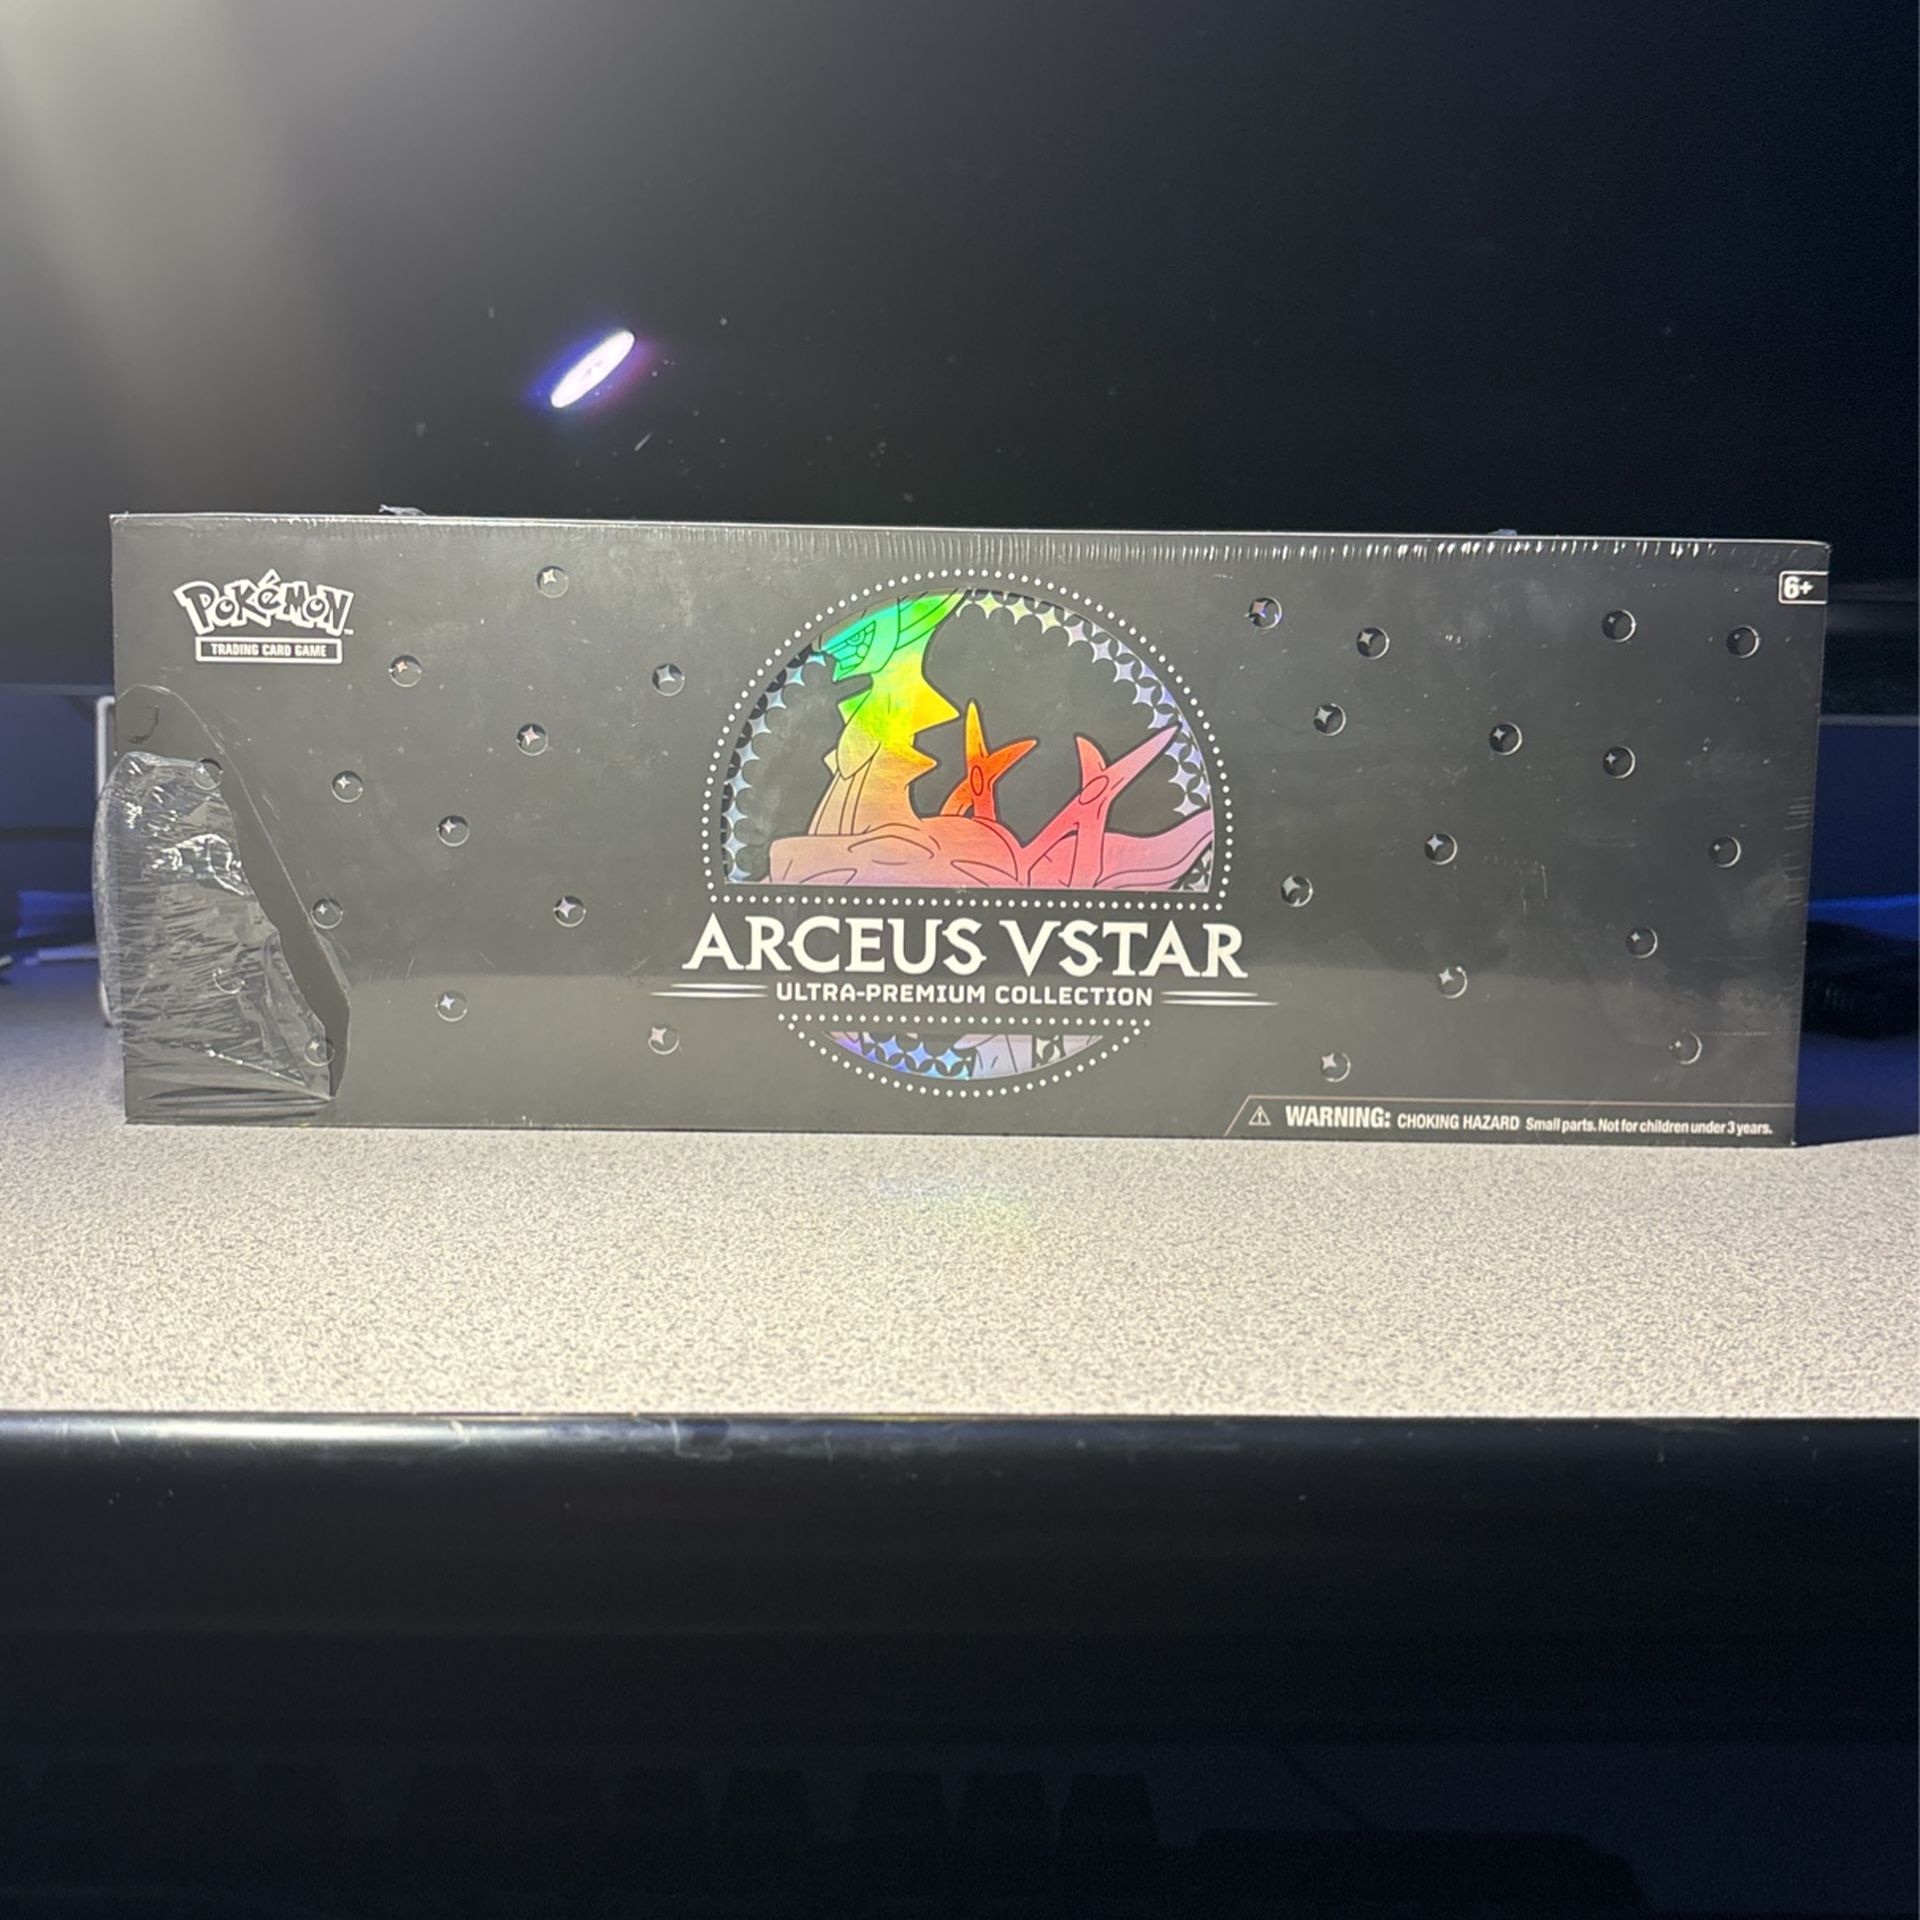 POKéMON
TRADING CARD GAME
6+
ARCEUS VSTAR
ULTRA-PREMIUM COLLECTION
⚠ WARNING: CHOKING HAZARD Small parts. Not for children under 3 years.